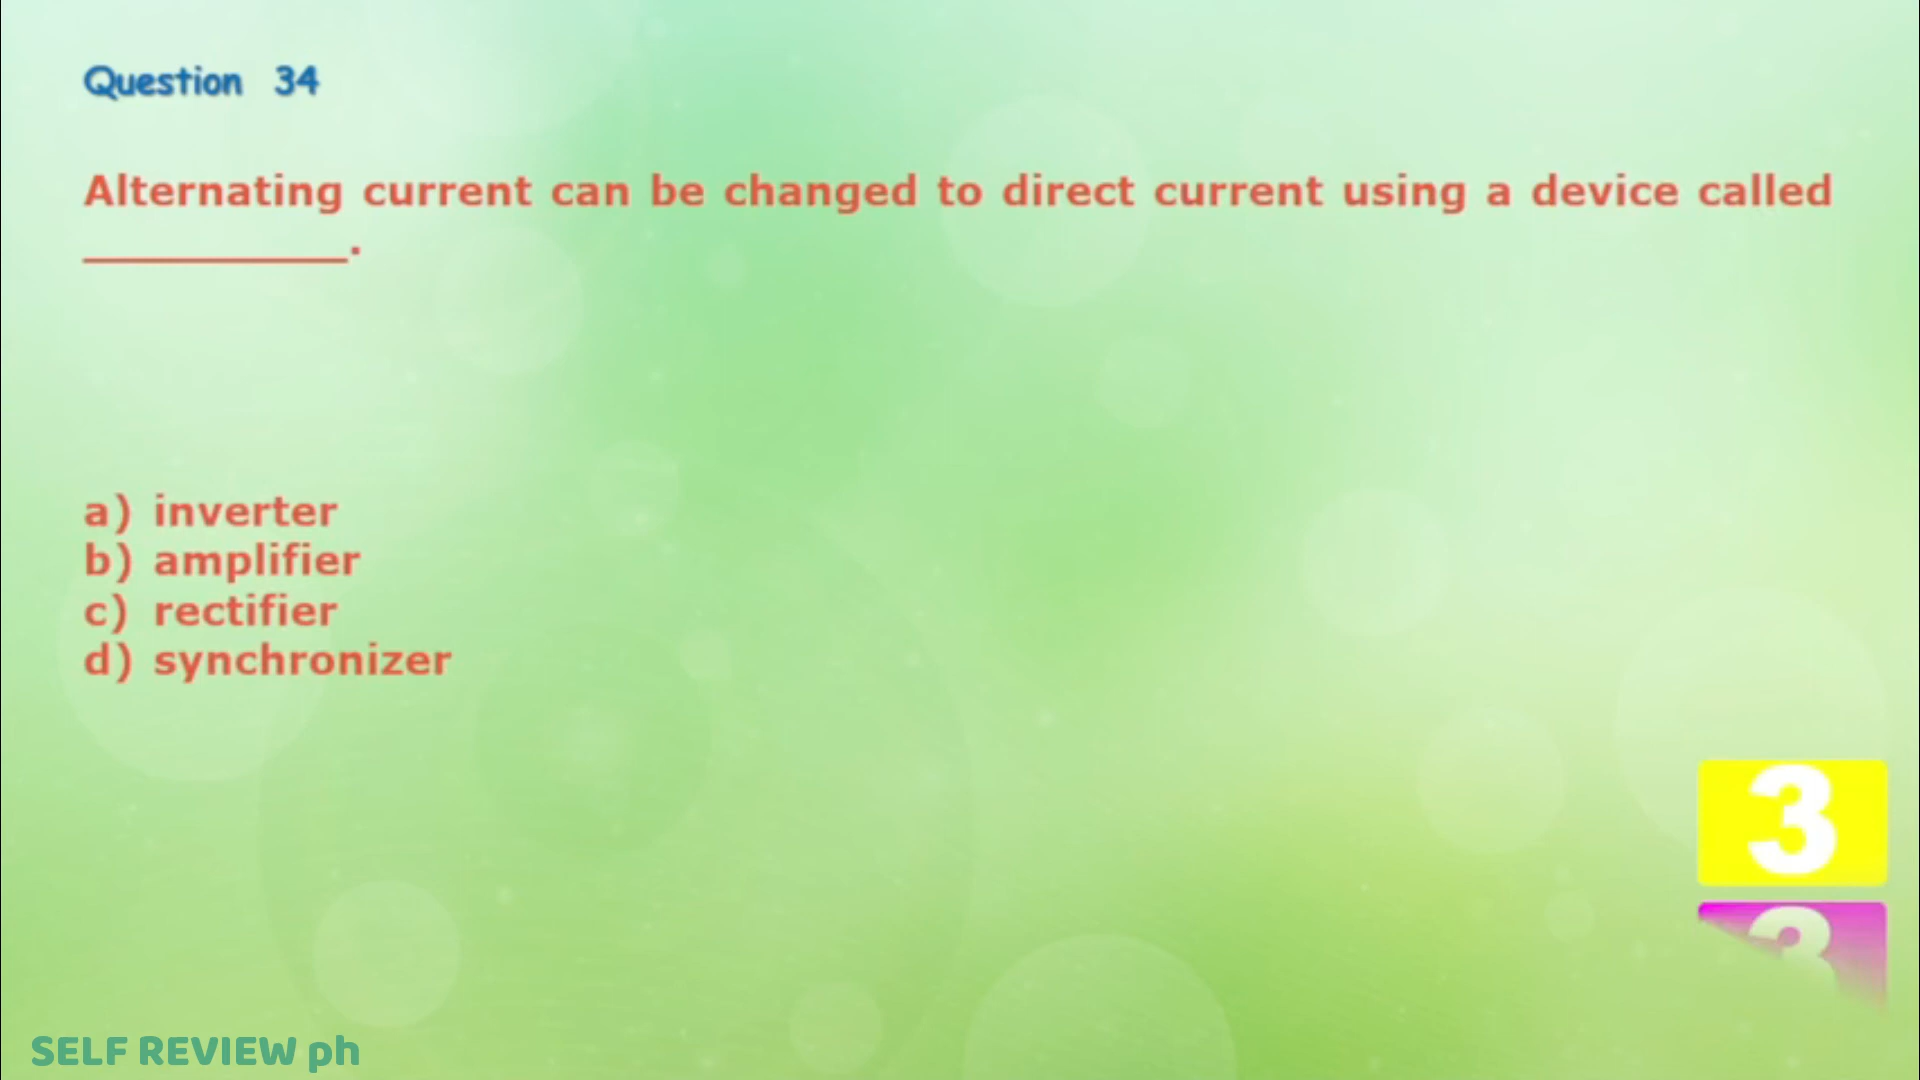 Question 34
Alternating current can be changed to direct current using a device called
____________.
a) inverter
b) amplifier
c) rectifier
d) synchronizer
3
3
SELF REVIEW ph